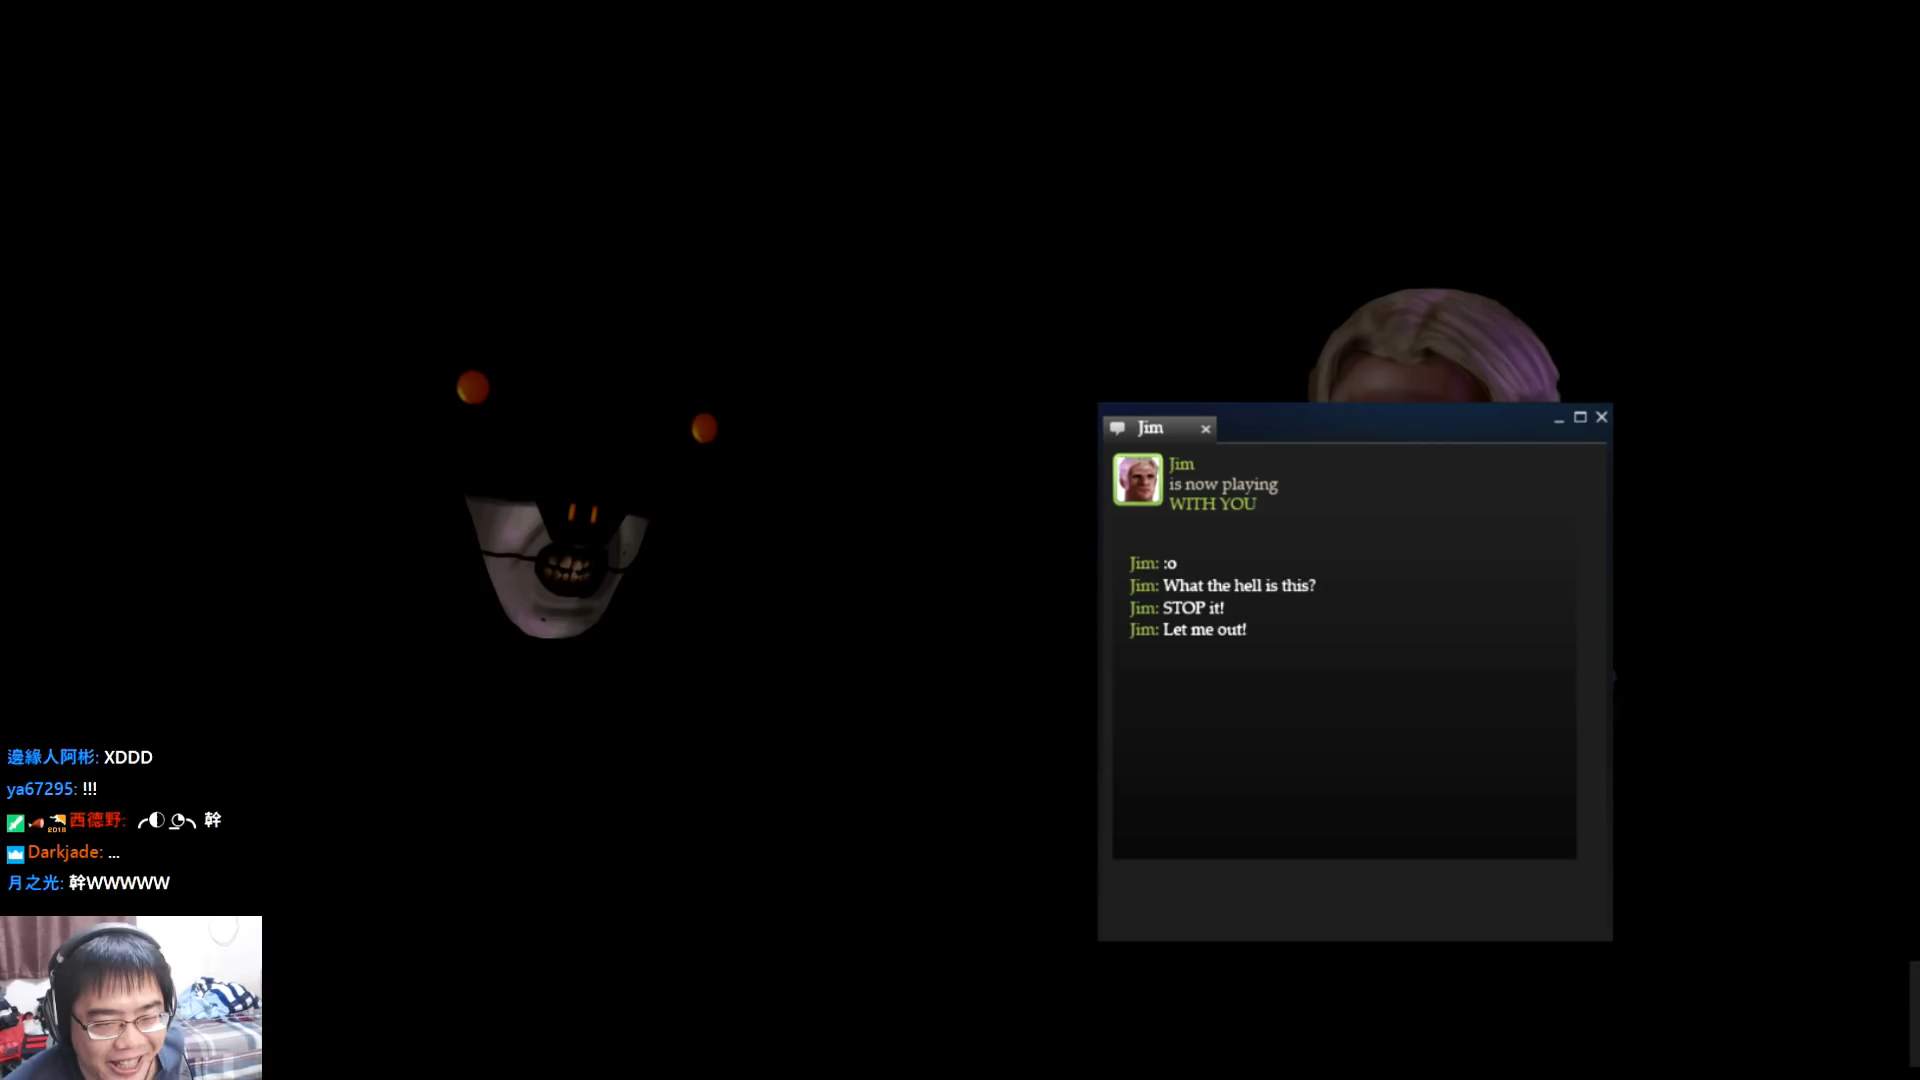 Jim
Jim
is now playing
WITH YOU
Jim: :o
Jim: What the hell is this?
Jim: STOP it!
Jim: Let me out!
邊緣人阿彬: XDDD
ya67295: !!!
2018 西德野: 幹
Darkjade: ...
月之光: 幹WWWWW